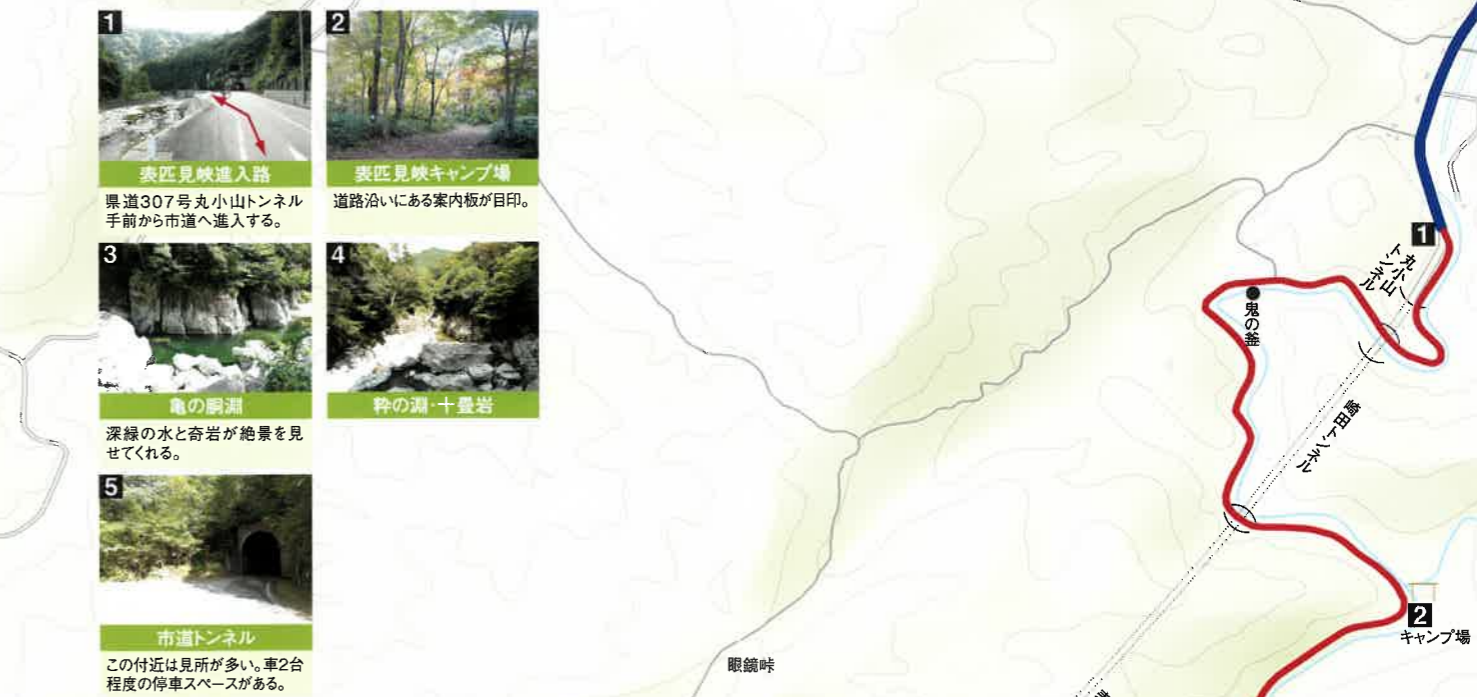 1
表匹見峡進入路
県道307号丸小山トンネル
手前から市道へ進入する。
2
表匹見峡キャンプ場
道路沿いにある案内板が目印。
3
亀の胴淵
深緑の水と奇岩が絶景を見
せてくれる。
4
粋の淵・十畳岩
5
市道トンネル
この付近は見所が多い。車2台
程度の停車スペースがある。
1
丸小山
トンネル
鬼の釜
トンネル
2
キャンプ場
眼鏡峠